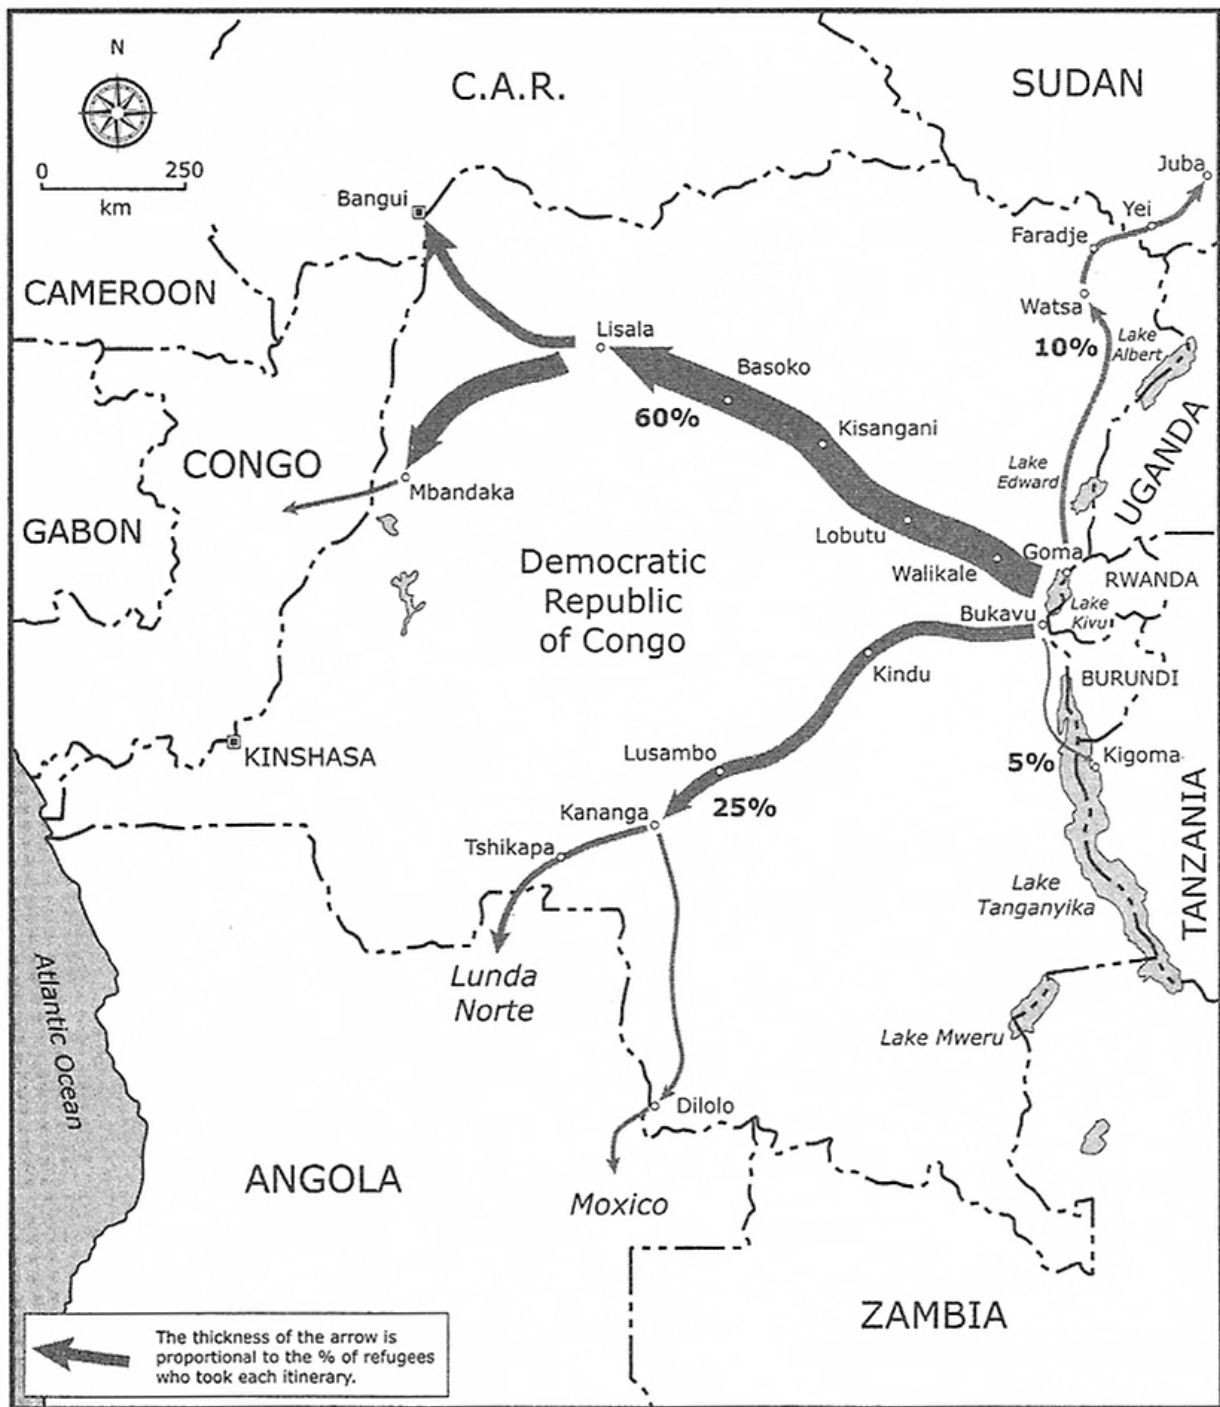 N
0 250
km
C.A.R.
SUDAN
Juba
Bangui
Yei
Faradje
CAMEROON
Watsa
Lisala
10%
Lake
Albert
Basoko
60%
Kisangani
UGANDA
CONGO
Lake
Edward
Mbandaka
GABON
Lobutu
Goma
Democratic
Republic
of Congo
Walikale
RWANDA
Bukavu
Lake
Kivu
Kindu
BURUNDI
KINSHASA
Lusambo
5%
Kigoma
25%
Kananga
TANZANIA
Tshikapa
Lake
Tanganyika
Lunda
Norte
Atlantic Ocean
Lake Mweru
Dilolo
ANGOLA
Moxico
ZAMBIA
The thickness of the arrow is
proportional to the % of refugees
who took each itinerary.